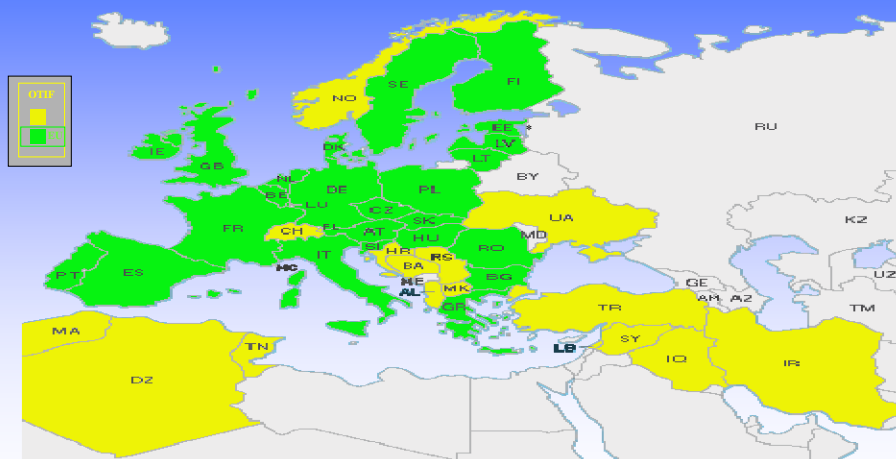 OTIF
NO
SE
FI
RU
EE *
LV
LT
DK
IE
GB
NL
BE
DE
PL
BY
LU
CZ
UA
SK
KZ
FR
CH
FL
AT
HU
MD
SI
HR
RS
RO
IT
BA
BG
MC
ME
AL
MK
GR
PT
ES
GE
AM
AZ
UZ
TM
TR
MA
TN
DZ
LB
SY
IQ
IR